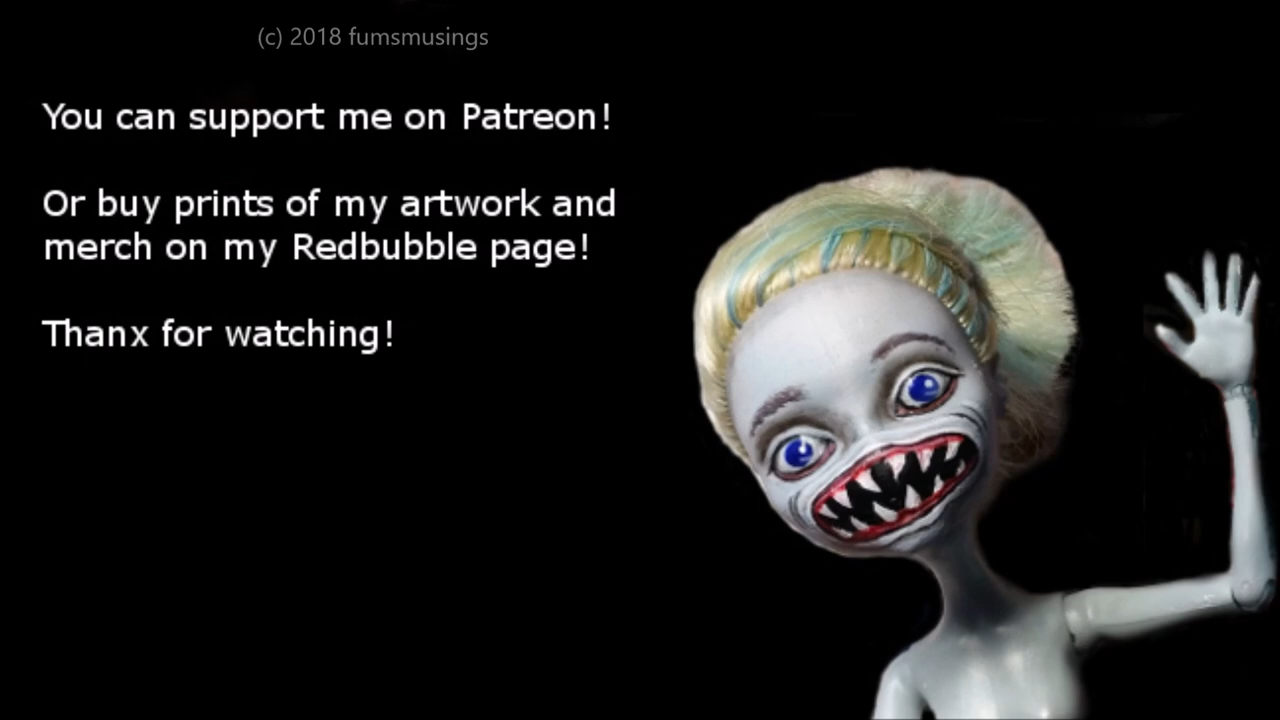 (c) 2018 fumsmusings
You can support me on Patreon!
Or buy prints of my artwork and
merch on my Redbubble page!
Thanx for watching!